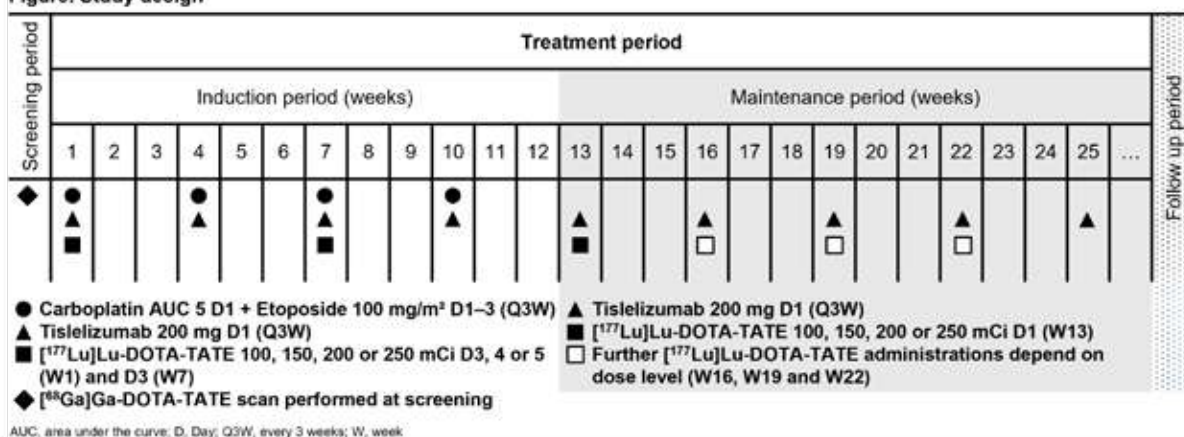 Figure. Study design
Screening period
Treatment period
Induction period (weeks)
Maintenance period (weeks)
1 2 3 4 5 6 7 8 9 10 11 12 13 14 15 16 17 18 19 20 21 22 23 24 25 ...
Follow up period
● Carboplatin AUC 5 D1 + Etoposide 100 mg/m² D1–3 (Q3W)
▲ Tislelizumab 200 mg D1 (Q3W)
■ [¹⁷⁷Lu]Lu-DOTA-TATE 100, 150, 200 or 250 mCi D3, 4 or 5
(W1) and D3 (W7)
◆ [⁶⁸Ga]Ga-DOTA-TATE scan performed at screening
▲ Tislelizumab 200 mg D1 (Q3W)
■ [¹⁷⁷Lu]Lu-DOTA-TATE 100, 150, 200 or 250 mCi D1 (W13)
□ Further [¹⁷⁷Lu]Lu-DOTA-TATE administrations depend on
dose level (W16, W19 and W22)
AUC, area under the curve; D, Day; Q3W, every 3 weeks; W, week